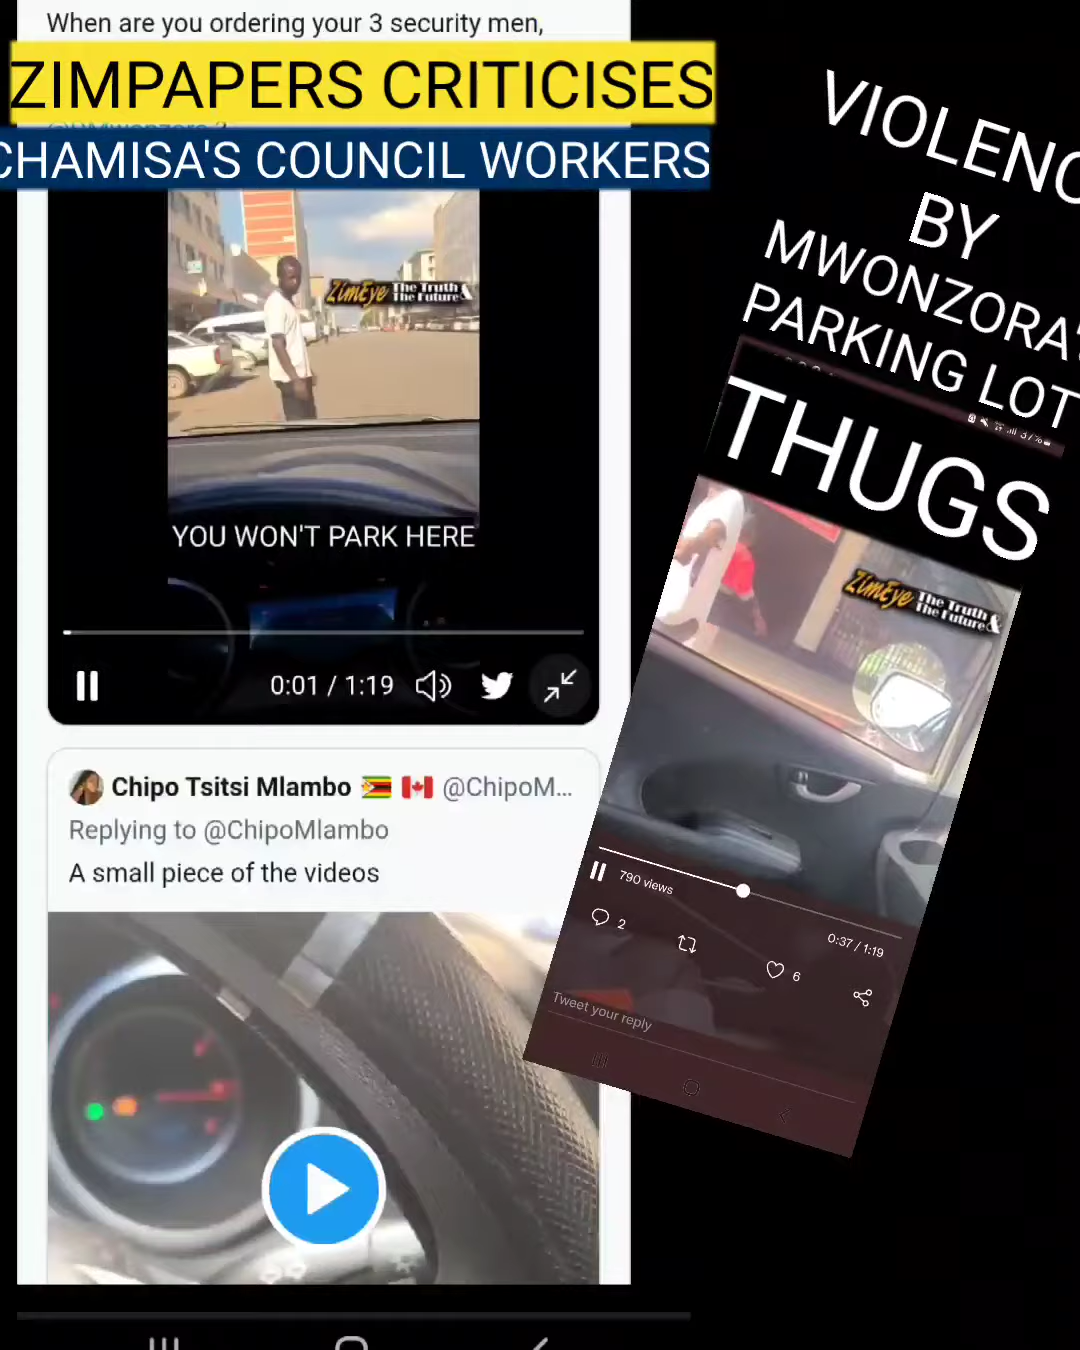 When are you ordering your 3 security men,
ZIMPAPERS CRITICISES
CHAMISA'S COUNCIL WORKERS
ZimEye The Truth &
The Future
YOU WON'T PARK HERE
0:01 / 1:19
Chipo Tsitsi Mlambo @ChipoM...
Replying to @ChipoMlambo
A small piece of the videos
VIOLENC
BY
MWONZORA'S
PARKING LOT
THUGS
ZimEye The Truth &
The Future
790 views
0:37 / 1:19
2
6
Tweet your reply